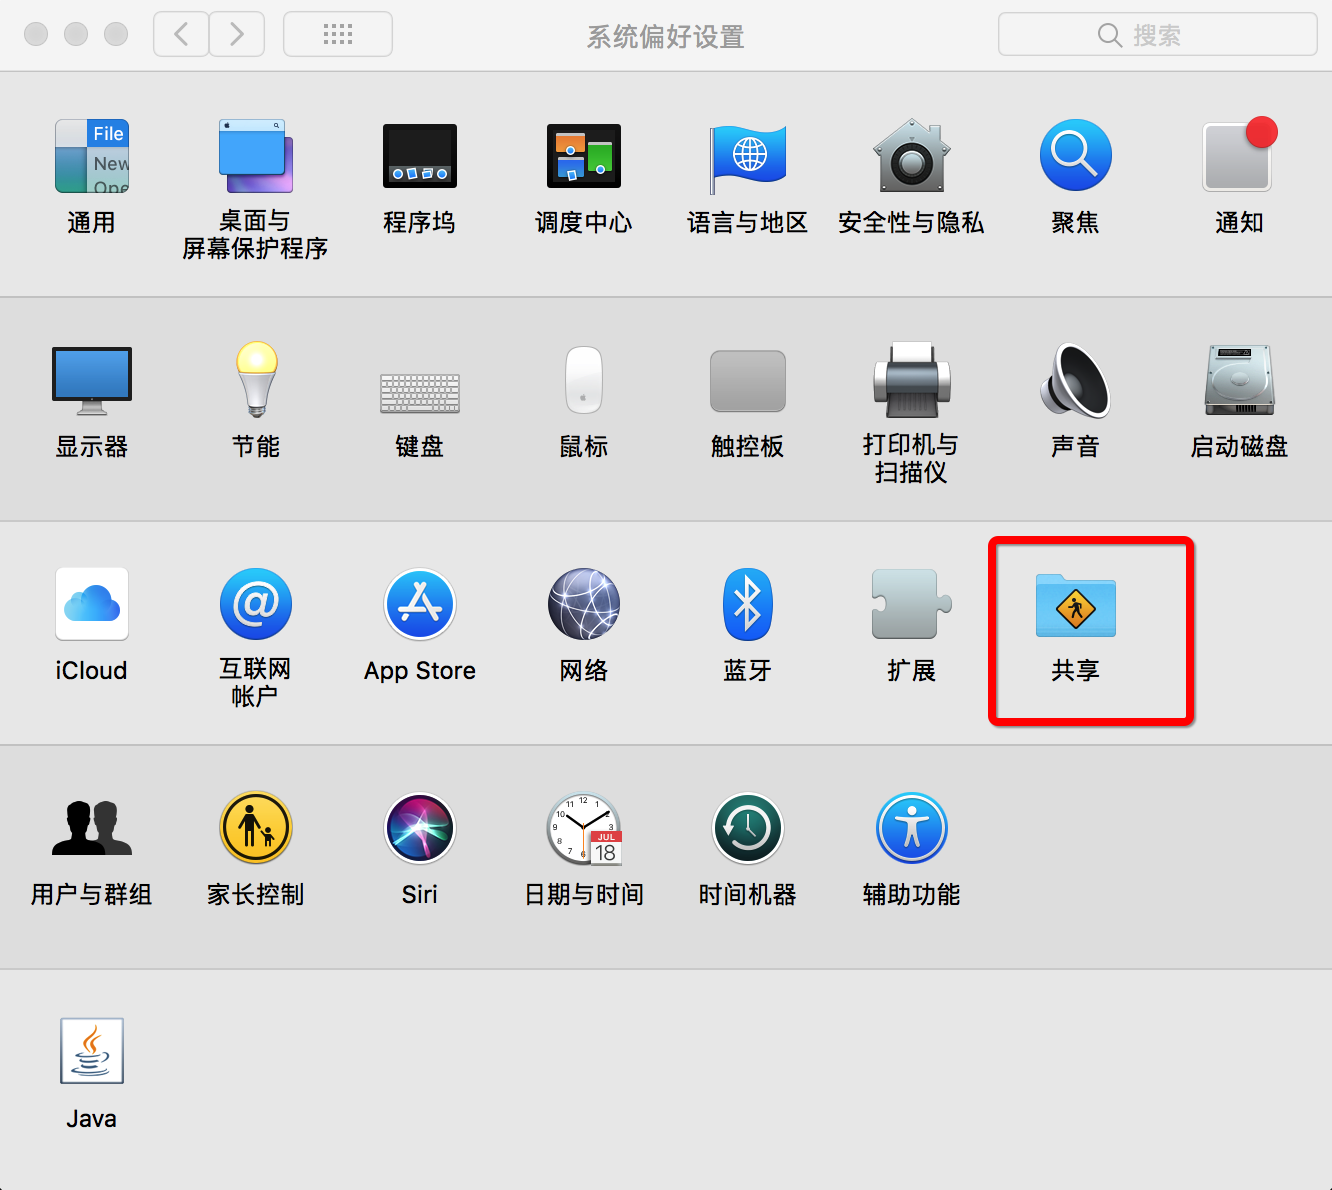 系统偏好设置
搜索
File
New
Ope
通用
桌面与
屏幕保护程序
程序坞
调度中心
语言与地区
安全性与隐私
聚焦
通知
显示器
节能
键盘
鼠标
触控板
打印机与
扫描仪
声音
启动磁盘
iCloud
互联网
帐户
App Store
网络
蓝牙
扩展
共享
用户与群组
家长控制
Siri
JUL
18
日期与时间
时间机器
辅助功能
Java